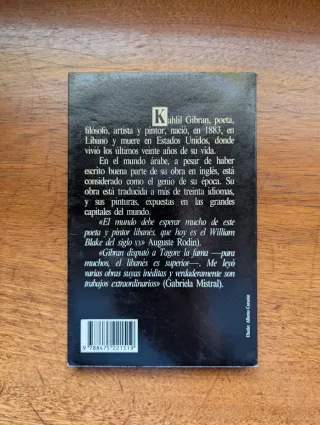 Kahlil Gibran, poeta,
filósofo, artista y pintor, nació, en 1883, en
Líbano y muere en Estados Unidos, donde
vivió los últimos veinte años de su vida.
En el mundo árabe, a pesar de haber
escrito buena parte de su obra en inglés, está
considerado como el genio de su época. Su
obra está traducida a más de treinta idiomas,
y sus pinturas, expuestas en las grandes
capitales del mundo.
«El mundo debe esperar mucho de este
poeta y pintor libanés, que hoy es el William
Blake del siglo XX» Auguste Rodin).
«Gibran disputó a Tagore la fama —para
muchos, el libanés es superior—. Me leyó
varias obras suyas inéditas y verdaderamente son
trabajos extraordinarios» (Gabriela Mistral).
9 788475 221519